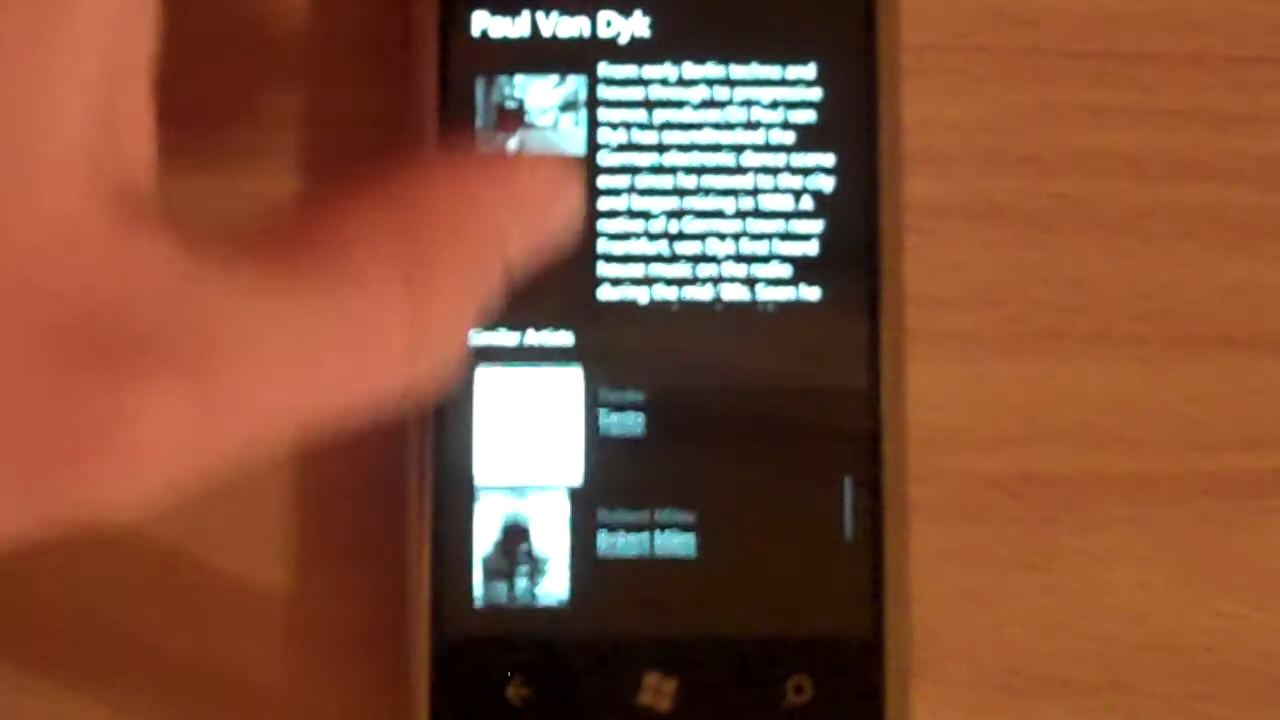 Paul Van Dyk
From early Berlin techno and
house through to progressive
trance, producer/DJ Paul van
Dyk has soundtracked the
German electronic dance scene
ever since he moved to the city
and began mixing in 1988. A
native of a German town near
Frankfurt, van Dyk first heard
house music on the radio
during the mid-'80s. Soon he
Similar Artists
Robert Miles
Robert Miles